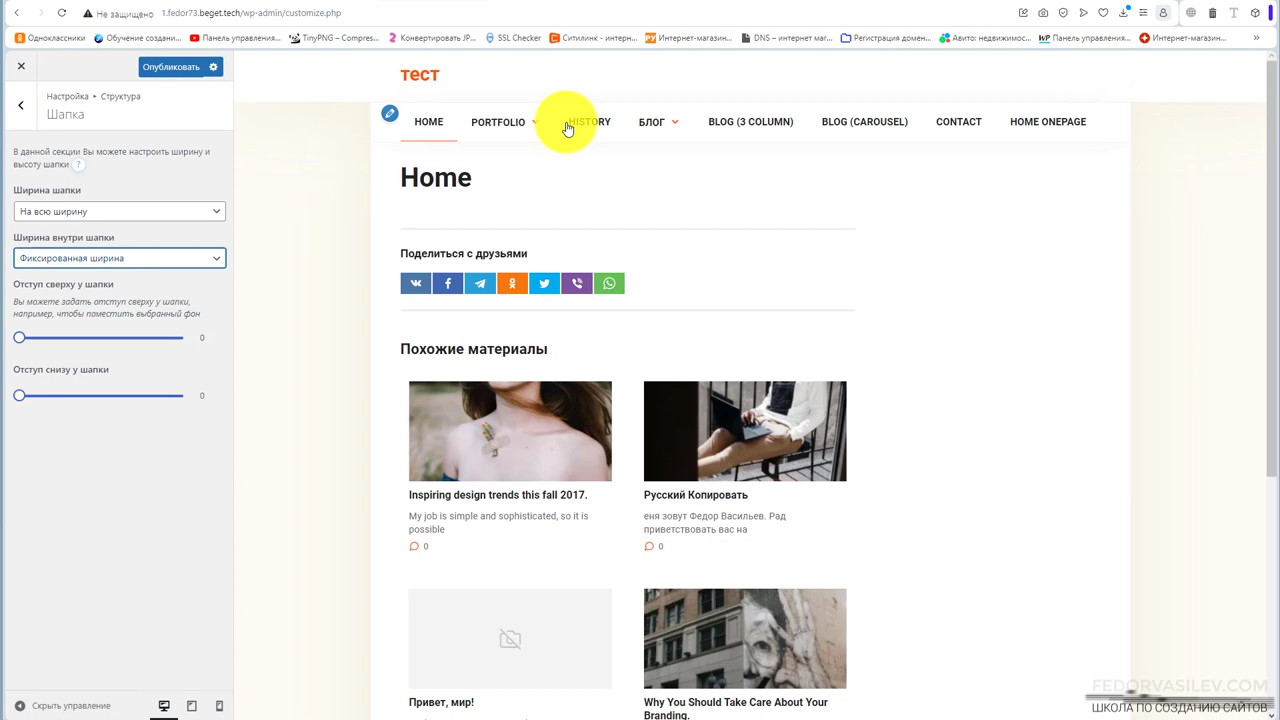 Не защищено
1.fedor73.beget.tech/wp-admin/customize.php
Одноклассники
Обучение создани...
Панель управления...
TinyPNG – Compres...
Конвертировать JP...
SSL Checker
Ситилинк - интерн...
Интернет-магазин...
DNS – интернет маг...
Регистрация домен...
Авито: недвижимос...
Панель управления...
Интернет-магазин...
Опубликовать
Настройка ▸ Структура
Шапка
В данной секции Вы можете настроить ширину и
высоту шапки ?
Ширина шапки
На всю ширину
Ширина внутри шапки
Фиксированная ширина
Отступ сверху у шапки
Вы можете задать отступ сверху у шапки,
например, чтобы поместить выбранный фон
0
Отступ снизу у шапки
0
Скрыть управление
тест
HOME PORTFOLIO HISTORY БЛОГ BLOG (3 COLUMN) BLOG (CAROUSEL) CONTACT HOME ONEPAGE
Home
Поделиться с друзьями
Похожие материалы
Inspiring design trends this fall 2017.
My job is simple and sophisticated, so it is
possible
0
Русский Копировать
еня зовут Федор Васильев. Рад
приветствовать вас на
0
Привет, мир!
Why You Should Take Care About Your
Branding.
FEDORVASILEV.COM
ШКОЛА ПО СОЗДАНИЮ САЙТОВ